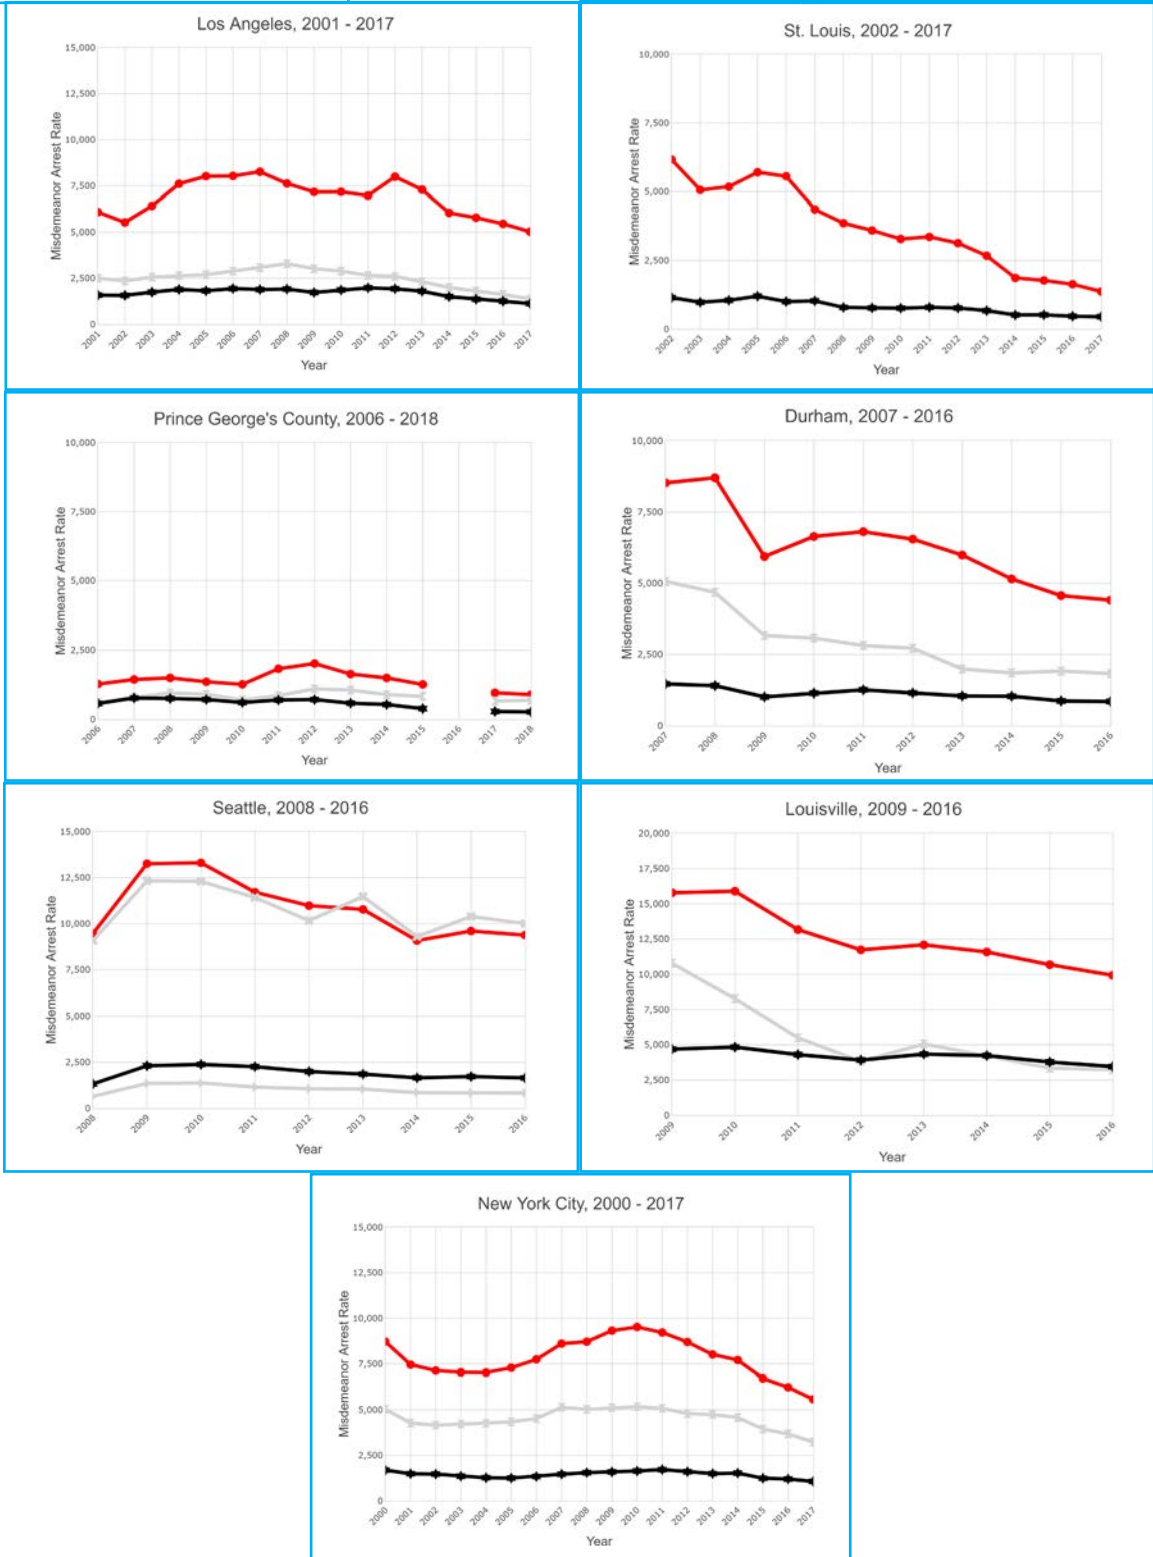 Los Angeles, 2001 - 2017
15,000
12,500
10,000
7,500
5,000
2,500
0
Misdemeanor Arrest Rate
2001 2002 2003 2004 2005 2006 2007 2008 2009 2010 2011 2012 2013 2014 2015 2016 2017
Year
St. Louis, 2002 - 2017
10,000
7,500
5,000
2,500
0
Misdemeanor Arrest Rate
2002 2003 2004 2005 2006 2007 2008 2009 2010 2011 2012 2013 2014 2015 2016 2017
Year
Prince George's County, 2006 - 2018
10,000
7,500
5,000
2,500
0
Misdemeanor Arrest Rate
2006 2007 2008 2009 2010 2011 2012 2013 2014 2015 2016 2017 2018
Year
Durham, 2007 - 2016
10,000
7,500
5,000
2,500
0
Misdemeanor Arrest Rate
2007 2008 2009 2010 2011 2012 2013 2014 2015 2016
Year
Seattle, 2008 - 2016
15,000
12,500
10,000
7,500
5,000
2,500
0
Misdemeanor Arrest Rate
2008 2009 2010 2011 2012 2013 2014 2015 2016
Year
Louisville, 2009 - 2016
20,000
17,500
15,000
12,500
10,000
7,500
5,000
2,500
0
Misdemeanor Arrest Rate
2009 2010 2011 2012 2013 2014 2015 2016
Year
New York City, 2000 - 2017
15,000
12,500
10,000
7,500
5,000
2,500
0
Misdemeanor Arrest Rate
2000 2001 2002 2003 2004 2005 2006 2007 2008 2009 2010 2011 2012 2013 2014 2015 2016 2017
Year